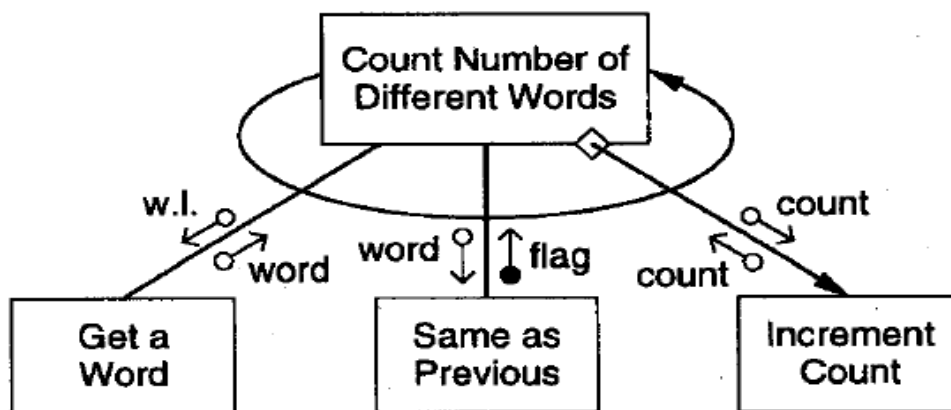 Count Number of
Different Words
w.l.
word
word
flag
count
count
Get a
Word
Same as
Previous
Increment
Count